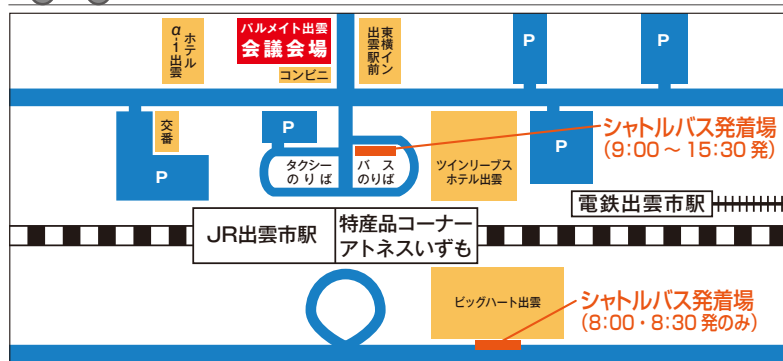 ホテル
α-1出雲
パルメイト出雲
会議会場
コンビニ
東横イン
出雲駅前
P
P
交番
P
P
P
タクシー
のりば
バス
のりば
ツインリーブス
ホテル出雲
シャトルバス発着場
(9:00～15:30発)
電鉄出雲市駅
JR出雲市駅
特産品コーナー
アトネスいずも
ビッグハート出雲
シャトルバス発着場
(8:00・8:30発のみ)